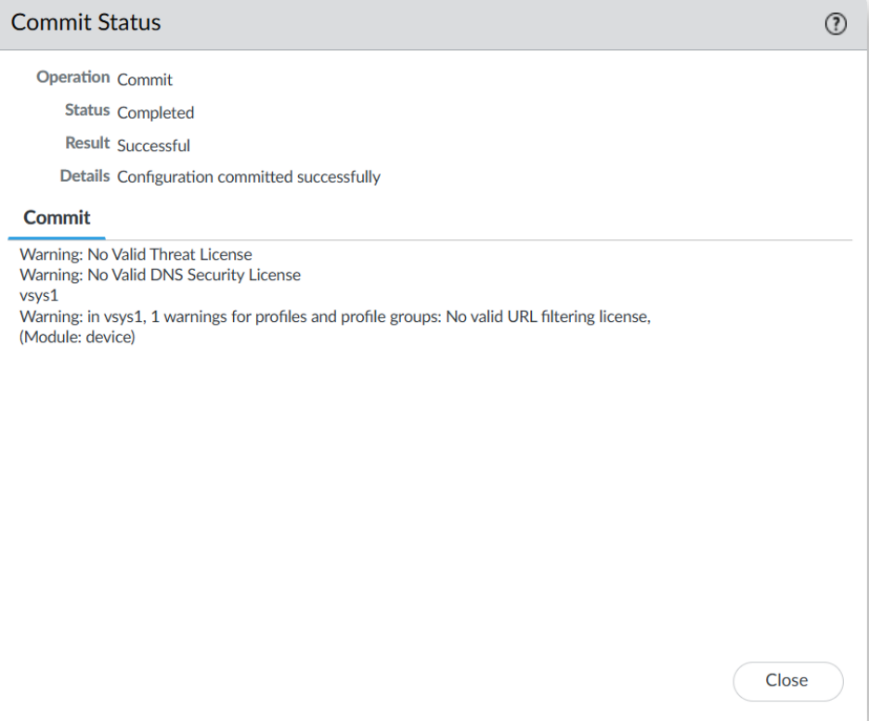 Commit Status
?
Operation Commit
Status Completed
Result Successful
Details Configuration committed successfully
Commit
Warning: No Valid Threat License
Warning: No Valid DNS Security License
vsys1
Warning: in vsys1, 1 warnings for profiles and profile groups: No valid URL filtering license,
(Module: device)
Close